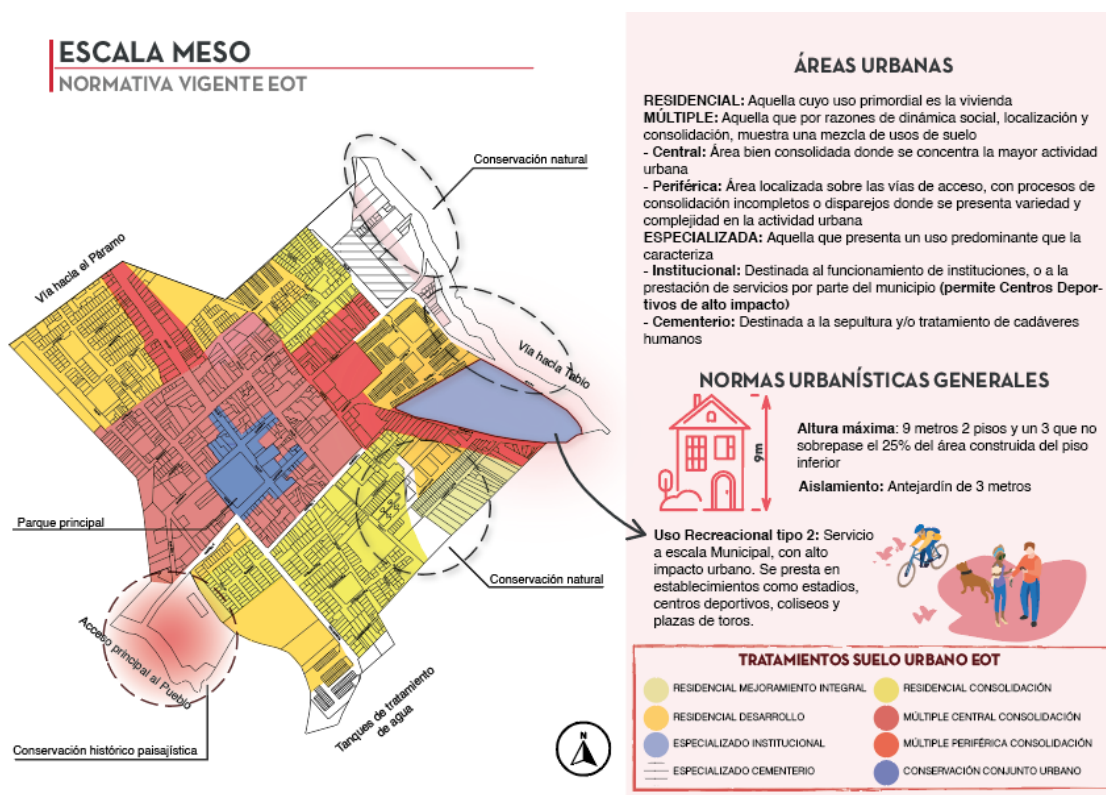 ESCALA MESO
NORMATIVA VIGENTE EOT
Conservación natural
Vía hacia el Páramo
Vía hacía Tabio
Parque principal
Conservación natural
Acceso principal al Pueblo
Tanques de tratamiento
de agua
Conservación histórico paisajística
N
ÁREAS URBANAS
RESIDENCIAL: Aquella cuyo uso primordial es la vivienda
MÚLTIPLE: Aquella que por razones de dinámica social, localización y
consolidación, muestra una mezcla de usos de suelo
- Central: Área bien consolidada donde se concentra la mayor actividad
urbana
- Periférica: Área localizada sobre las vías de acceso, con procesos de
consolidación incompletos o disparejos donde se presenta variedad y
complejidad en la actividad urbana
ESPECIALIZADA: Aquella que presenta un uso predominante que la
caracteriza
- Institucional: Destinada al funcionamiento de instituciones, o a la
prestación de servicios por parte del municipio (permite Centros Depor-
tivos de alto impacto)
- Cementerio: Destinada a la sepultura y/o tratamiento de cadáveres
humanos
NORMAS URBANÍSTICAS GENERALES
9m
Altura máxima: 9 metros 2 pisos y un 3 que no
sobrepase el 25% del área construida del piso
inferior
Aislamiento: Antejardín de 3 metros
Uso Recreacional tipo 2: Servicio
a escala Municipal, con alto
impacto urbano. Se presta en
establecimientos como estadios,
centros deportivos, coliseos y
plazas de toros.
TRATAMIENTOS SUELO URBANO EOT
RESIDENCIAL MEJORAMIENTO INTEGRAL
RESIDENCIAL CONSOLIDACIÓN
RESIDENCIAL DESARROLLO
MÚLTIPLE CENTRAL CONSOLIDACIÓN
ESPECIALIZADO INSTITUCIONAL
MÚLTIPLE PERIFÉRICA CONSOLIDACIÓN
ESPECIALIZADO CEMENTERIO
CONSERVACIÓN CONJUNTO URBANO